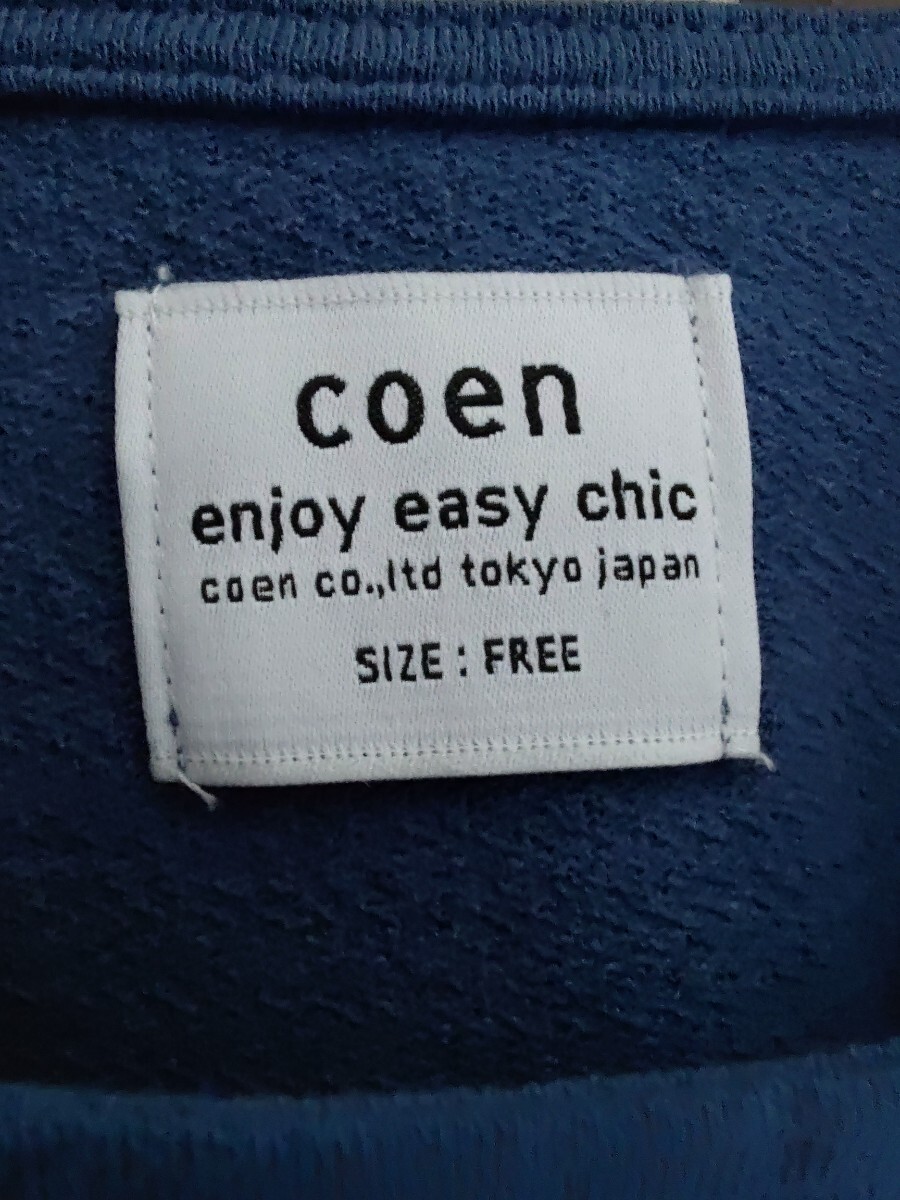 coen
enjoy easy chic
coen co.,ltd tokyo japan
SIZE : FREE